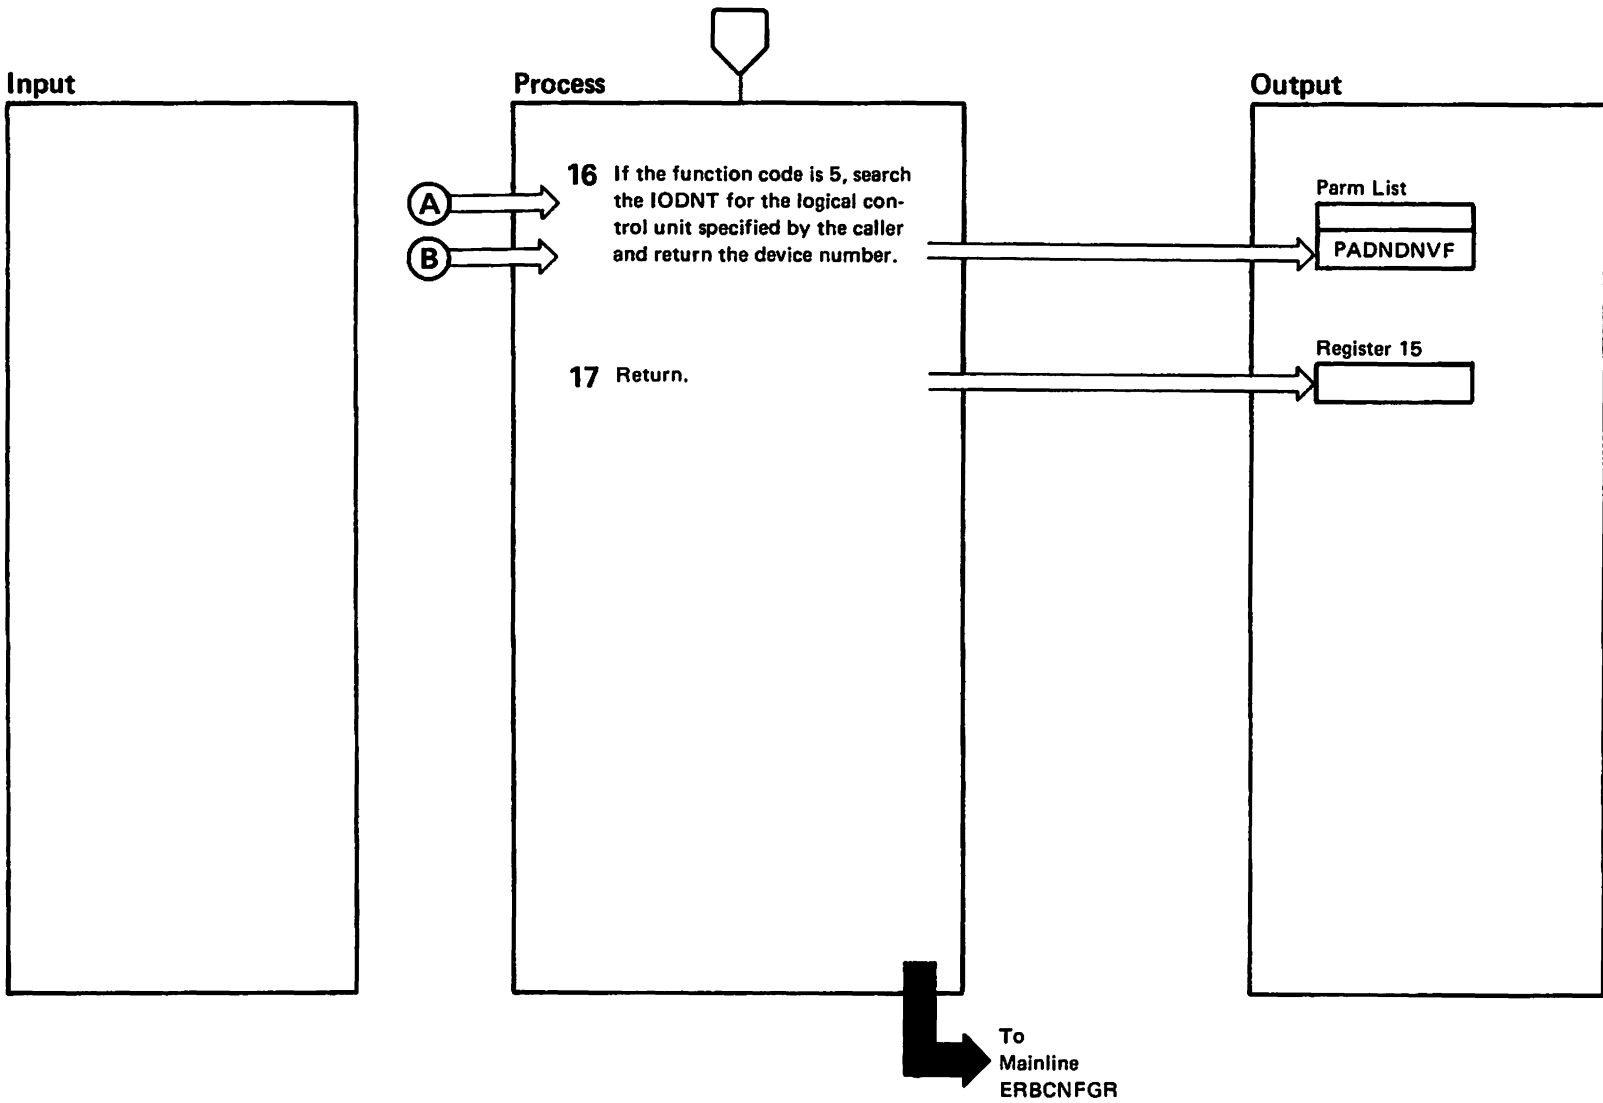 Input
Process
Output
A
B
16 If the function code is 5, search
the IODNT for the logical con-
trol unit specified by the caller
and return the device number.
Parm List
PADNDNVF
17 Return.
Register 15
To
Mainline
ERBCNFGR